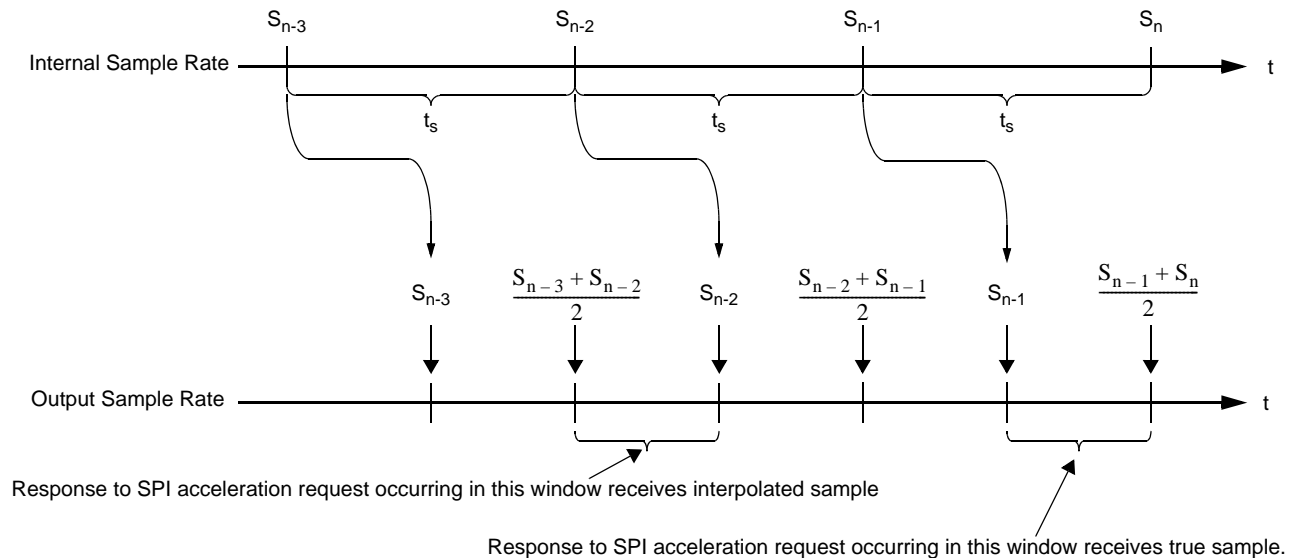 S_{n-3} S_{n-2} S_{n-1} S_n
Internal Sample Rate t
t_s t_s t_s
S_{n-3} \frac{S_{n-3} + S_{n-2}}{2} S_{n-2} \frac{S_{n-2} + S_{n-1}}{2} S_{n-1} \frac{S_{n-1} + S_n}{2}
Output Sample Rate t
Response to SPI acceleration request occurring in this window receives interpolated sample
Response to SPI acceleration request occurring in this window receives true sample.